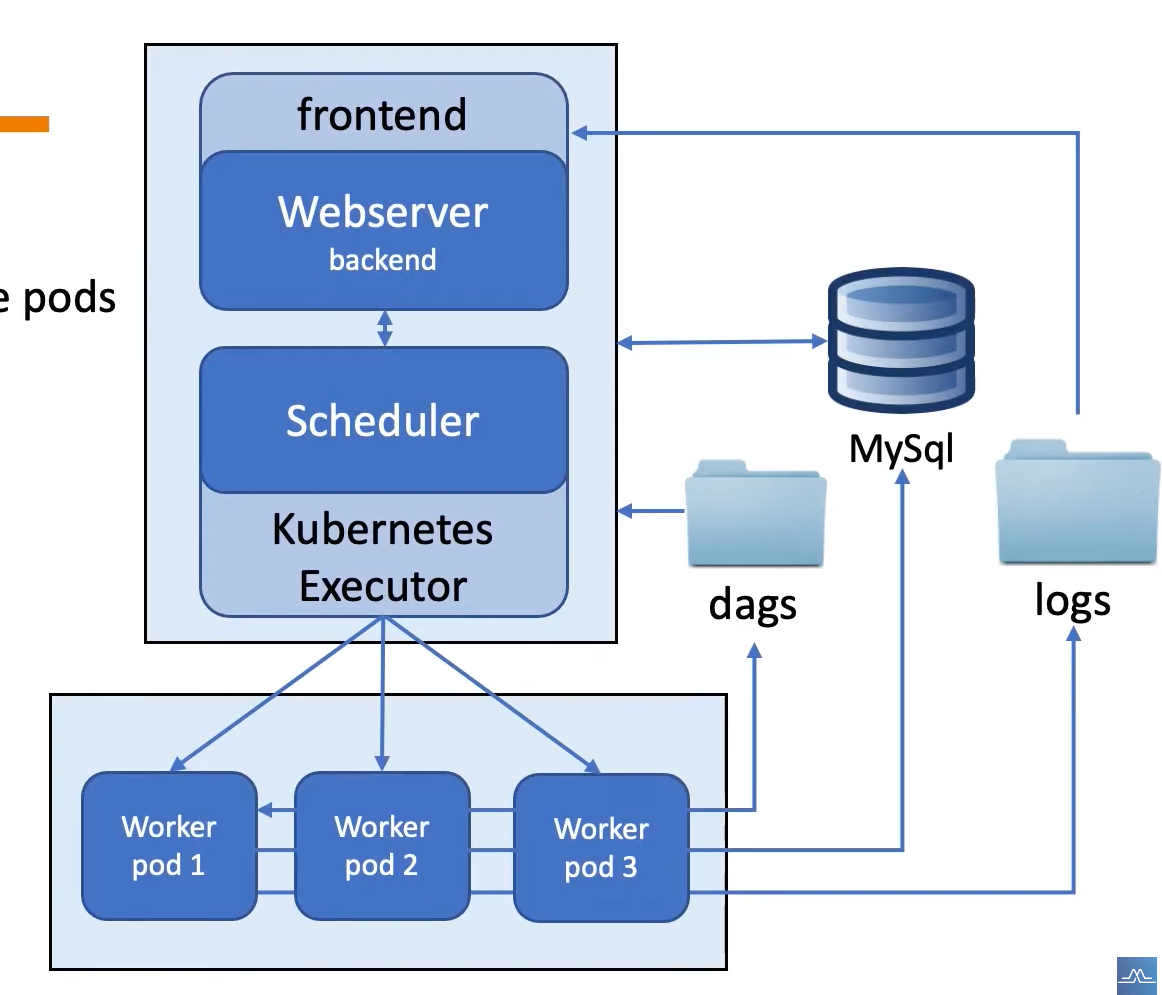 frontend
Webserver
backend
e pods
Scheduler
MySql
Kubernetes
Executor
dags
logs
Worker
pod 1
Worker
pod 2
Worker
pod 3